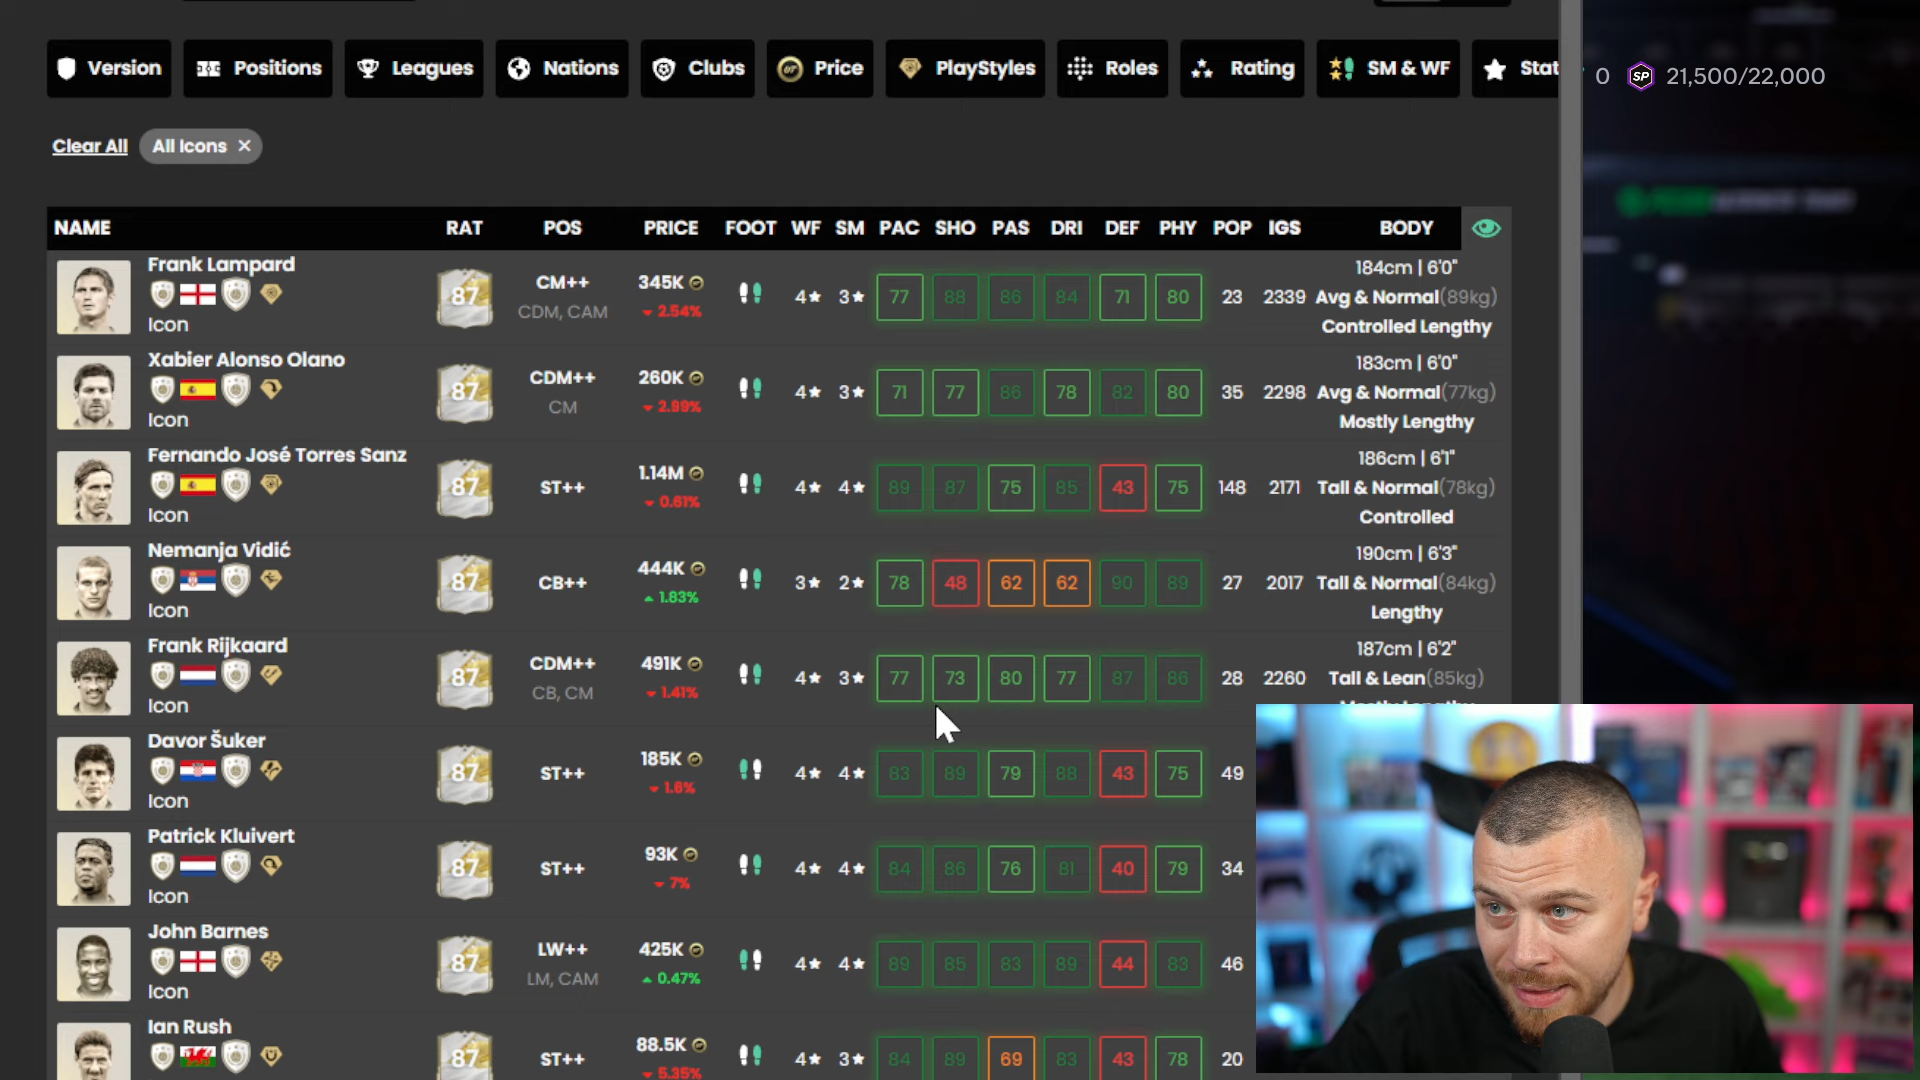 Version Positions Leagues Nations Clubs Price PlayStyles Roles Rating SM & WF Stat
0 SP 21,500/22,000
Clear All All Icons ×
NAME RAT POS PRICE FOOT WF SM PAC SHO PAS DRI DEF PHY POP IGS BODY
Frank Lampard
Icon
87
CM++
CDM, CAM
345K
2.54%
4★ 3★ 77 88 86 84 71 80 23 2339
184cm | 6'0"
Avg & Normal(89kg)
Controlled Lengthy
Xabier Alonso Olano
Icon
87
CDM++
CM
260K
2.99%
4★ 3★ 71 77 86 78 82 80 35 2298
183cm | 6'0"
Avg & Normal(77kg)
Mostly Lengthy
Fernando José Torres Sanz
Icon
87
ST++
1.14M
0.61%
4★ 4★ 89 87 75 85 43 75 148 2171
186cm | 6'1"
Tall & Normal(78kg)
Controlled
Nemanja Vidić
Icon
87
CB++
444K
1.83%
3★ 2★ 78 48 62 62 90 89 27 2017
190cm | 6'3"
Tall & Normal(84kg)
Lengthy
Frank Rijkaard
Icon
87
CDM++
CB, CM
491K
1.41%
4★ 3★ 77 73 80 77 87 86 28 2260
187cm | 6'2"
Tall & Lean(85kg)
Davor Šuker
Icon
87
ST++
185K
1.6%
4★ 4★ 83 89 79 88 43 75 49
Patrick Kluivert
Icon
87
ST++
93K
7%
4★ 4★ 84 86 76 81 40 79 34
John Barnes
Icon
87
LW++
LM, CAM
425K
0.47%
4★ 4★ 89 85 83 89 44 83 46
Ian Rush
87
ST++
88.5K
5.35%
4★ 3★ 84 89 69 83 43 78 20